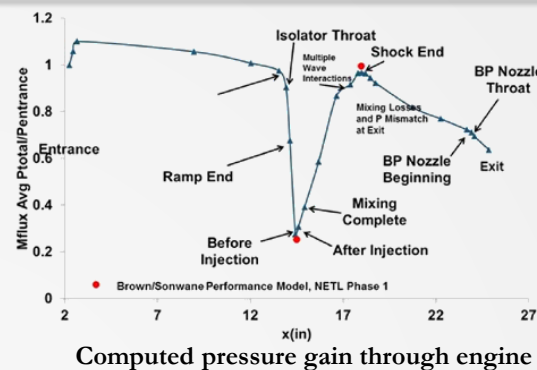 1.2
1
0.8
0.6
0.4
0.2
0
Mflux Avg Ptotal/Pentrance
Entrance
Isolator Throat
Multiple
Wave
Interactions
Shock End
BP Nozzle
Throat
Mixing Losses
and P Mismatch
at Exit
Ramp End
BP Nozzle
Beginning
Exit
Mixing
Complete
Before
Injection
After Injection
Brown/Sonwane Performance Model, NETL Phase 1
2 7 12 17 22 27
x(in)
Computed pressure gain through engine